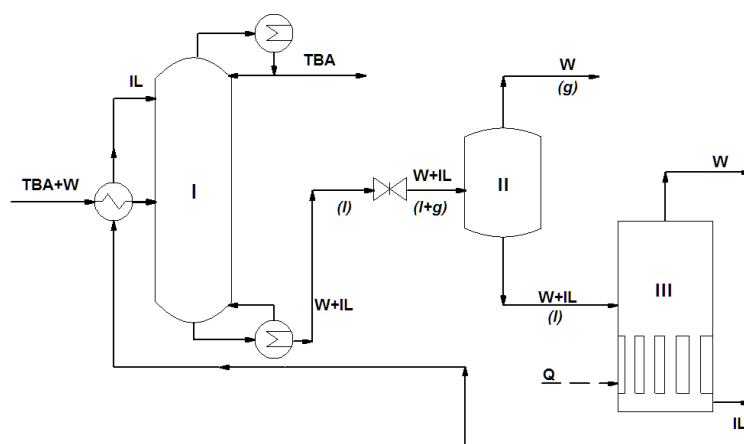 TBA
IL
W
(g)
W+IL
I
II
W
TBA+W
(l)
(l+g)
W+IL
W+IL
(l)
III
Q
IL